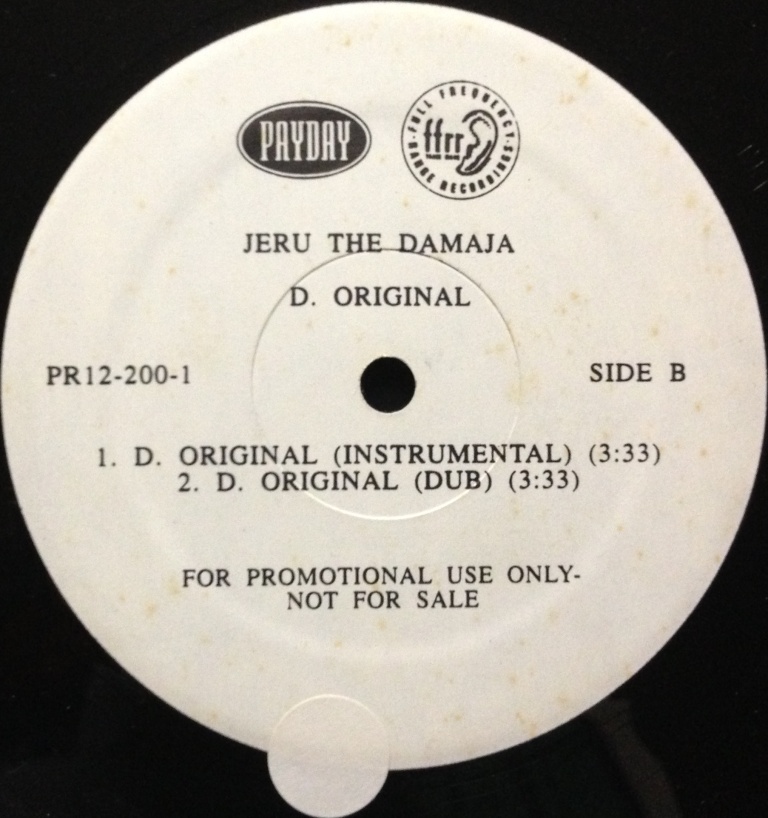 PAYDAY
FULL FREQUENCY
ffrr
RANGE RECORDINGS
JERU THE DAMAJA
D. ORIGINAL
PR12-200-1
SIDE B
1. D. ORIGINAL (INSTRUMENTAL) (3:33)
2. D. ORIGINAL (DUB) (3:33)
FOR PROMOTIONAL USE ONLY-
NOT FOR SALE